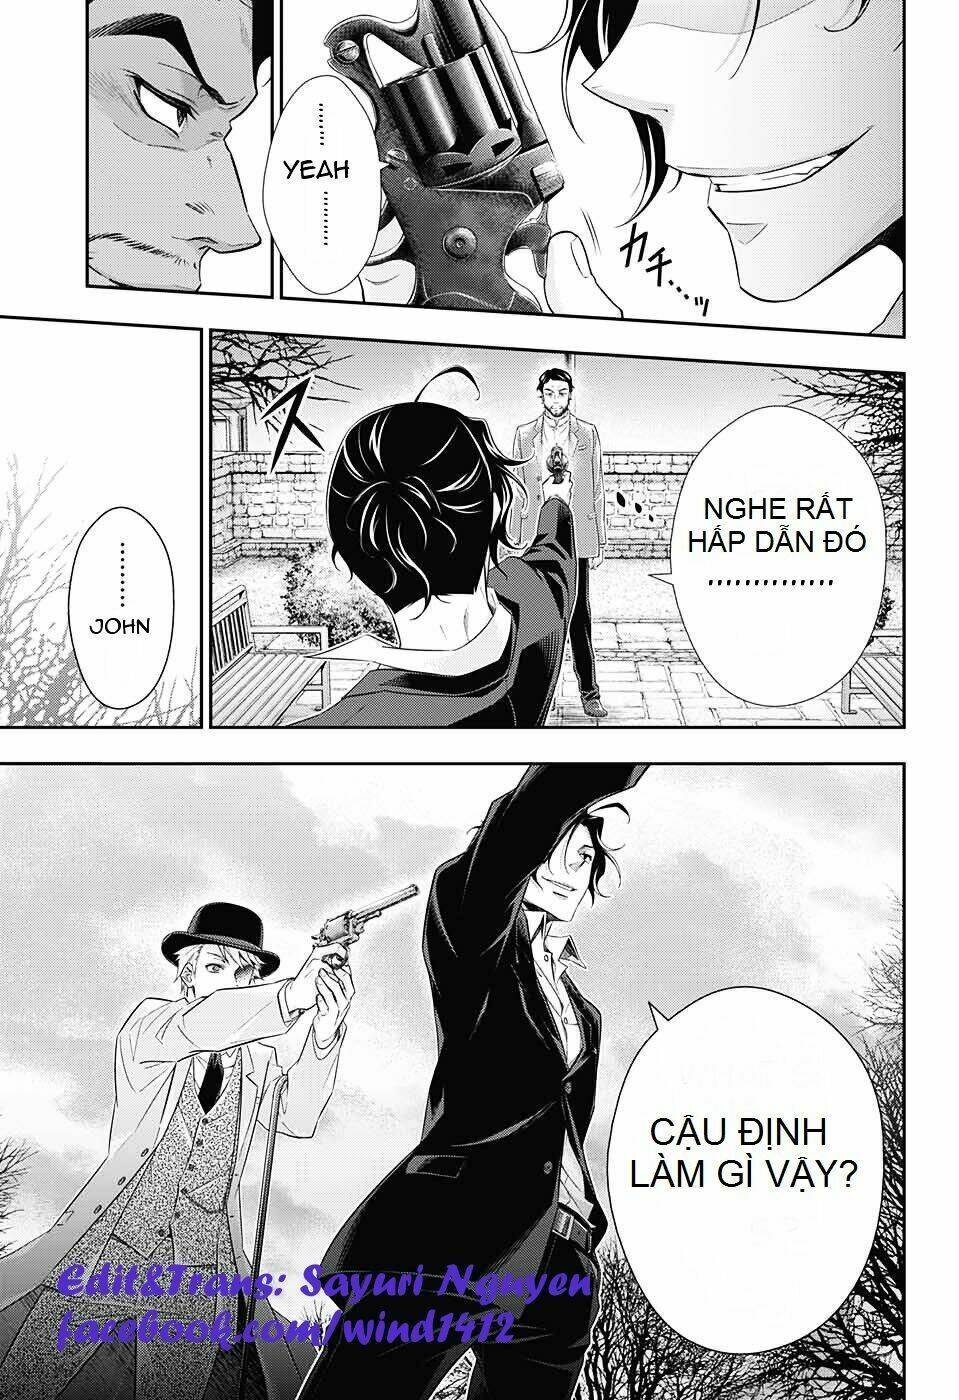 ………
YEAH
………
カチ…ッ
ス
NGHE RẤT
HẤP DẪN ĐÓ
..............
………
JOHN
CẬU ĐỊNH
LÀM GÌ VẬY?
Edit&Trans: Sayuri Nguyen
facebook.com/wind1412